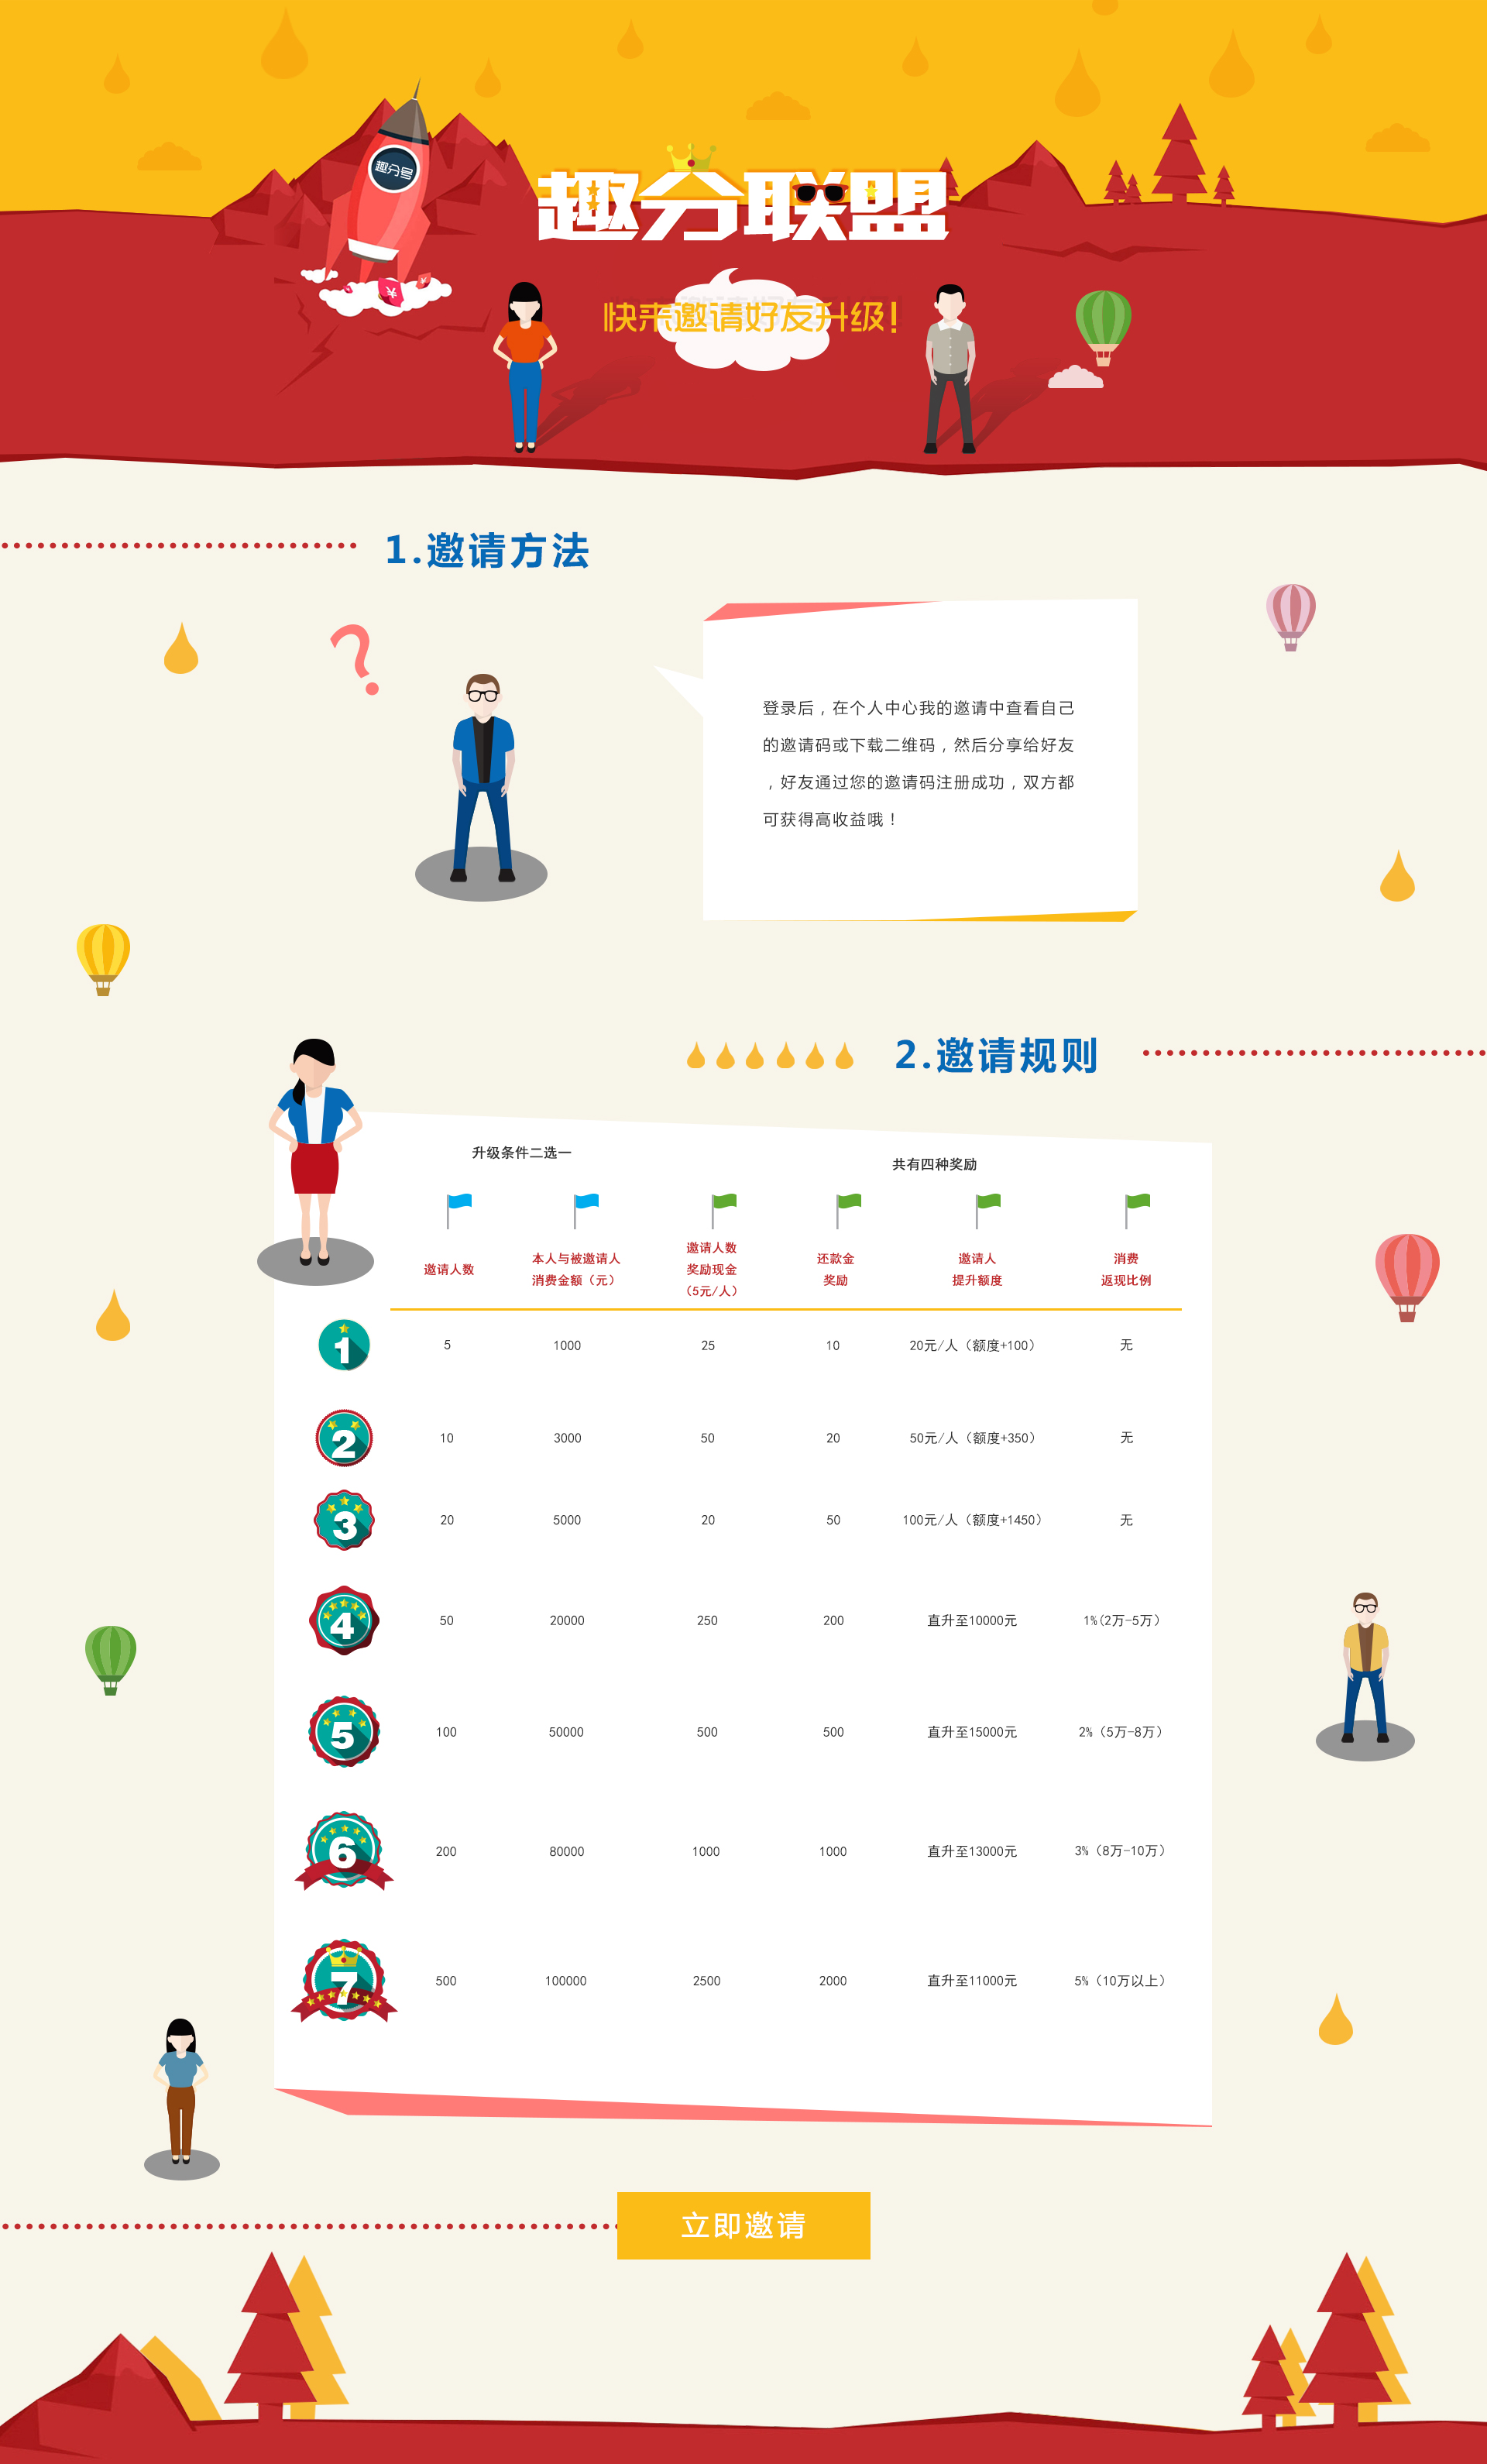 趣分号
趣分联盟
¥
¥
快来邀请好友升级!
1.邀请方法
?
登录后，在个人中心我的邀请中查看自己
的邀请码或下载二维码，然后分享给好友
，好友通过您的邀请码注册成功，双方都
可获得高收益哦！
2.邀请规则
升级条件二选一
共有四种奖励
邀请人数
本人与被邀请人
消费金额（元）
邀请人数
奖励现金
（5元/人）
还款金
奖励
邀请人
提升额度
消费
返现比例
1 5 1000 25 10 20元/人（额度+100） 无
2 10 3000 50 20 50元/人（额度+350） 无
3 20 5000 20 50 100元/人（额度+1450） 无
4 50 20000 250 200 直升至10000元 1%(2万-5万）
5 100 50000 500 500 直升至15000元 2%（5万-8万）
6 200 80000 1000 1000 直升至13000元 3%（8万-10万）
7 500 100000 2500 2000 直升至11000元 5%（10万以上）
立即邀请